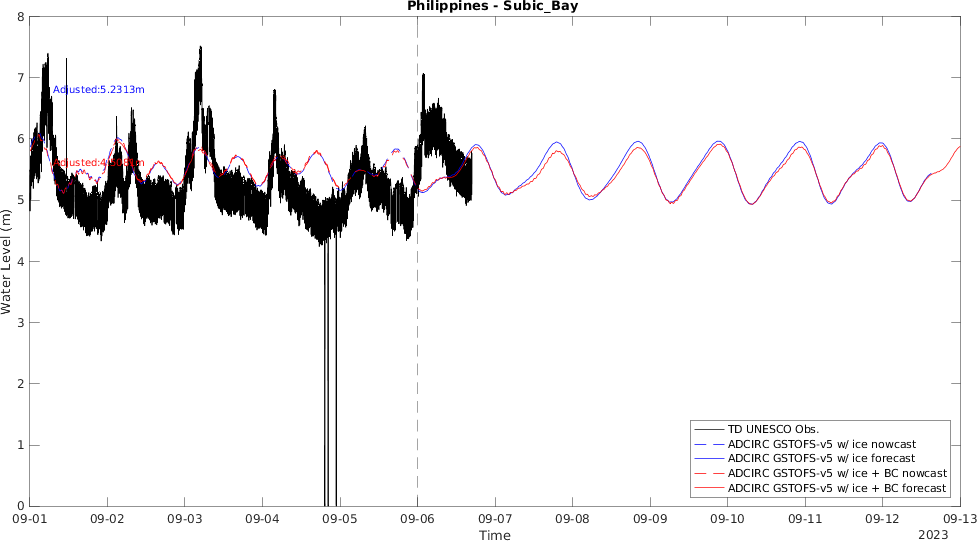 Philippines - Subic_Bay
8
7
Adjusted:5.2313m
6
5
4
3
2
1
0
Water Level (m)
TD UNESCO Obs.
ADCIRC GSTOFS-v5 w/ ice nowcast
ADCIRC GSTOFS-v5 w/ ice forecast
ADCIRC GSTOFS-v5 w/ ice + BC nowcast
ADCIRC GSTOFS-v5 w/ ice + BC forecast
09-01 09-02 09-03 09-04 09-05 09-06 09-07 09-08 09-09 09-10 09-11 09-12 09-13
Time
2023